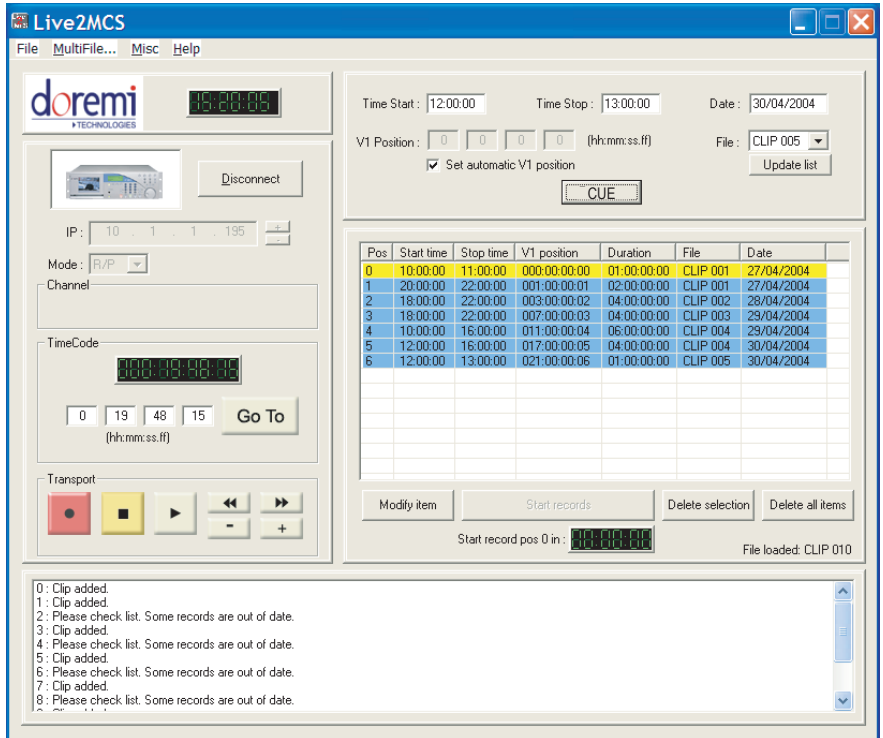 Live2MCS
File MultiFile... Misc Help
doremi
TECHNOLOGIES
Disconnect
IP : 10 . 1 . 1 . 195 + -
Mode : R/P
Channel
TimeCode
0 19 48 15 Go To
(hh:mm:ss.ff)
Transport
- +
Time Start : 12:00:00 Time Stop : 13:00:00 Date : 30/04/2004
V1 Position : 0 0 0 0 (hh:mm:ss.ff) File : CLIP 005
Set automatic V1 position Update list
CUE
Pos Start time Stop time V1 position Duration File Date
0 10:00:00 11:00:00 000:00:00:00 01:00:00:00 CLIP 001 27/04/2004
1 20:00:00 22:00:00 001:00:00:01 02:00:00:00 CLIP 001 27/04/2004
2 18:00:00 22:00:00 003:00:00:02 04:00:00:00 CLIP 002 28/04/2004
3 18:00:00 22:00:00 007:00:00:03 04:00:00:00 CLIP 003 29/04/2004
4 10:00:00 16:00:00 011:00:00:04 06:00:00:00 CLIP 004 29/04/2004
5 12:00:00 16:00:00 017:00:00:05 04:00:00:00 CLIP 004 30/04/2004
6 12:00:00 13:00:00 021:00:00:06 01:00:00:00 CLIP 005 30/04/2004
Modify item Start records Delete selection Delete all items
Start record pos 0 in :
File loaded: CLIP 010
0 : Clip added.
1 : Clip added.
2 : Please check list. Some records are out of date.
3 : Clip added.
4 : Please check list. Some records are out of date.
5 : Clip added.
6 : Please check list. Some records are out of date.
7 : Clip added.
8 : Please check list. Some records are out of date.